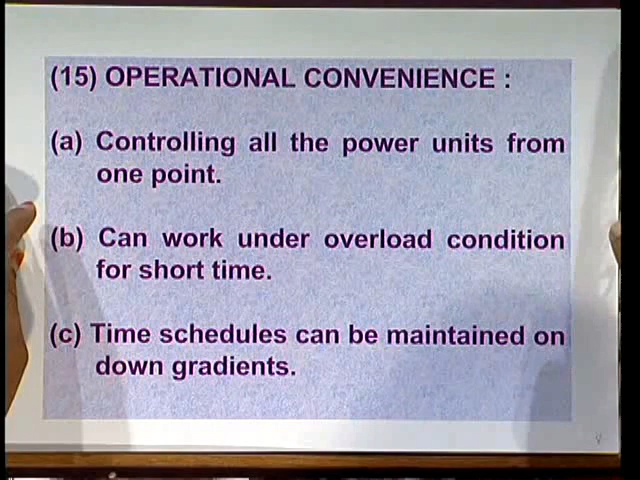 (15) OPERATIONAL CONVENIENCE :
(a) Controlling all the power units from
one point.
(b) Can work under overload condition
for short time.
(c) Time schedules can be maintained on
down gradients.